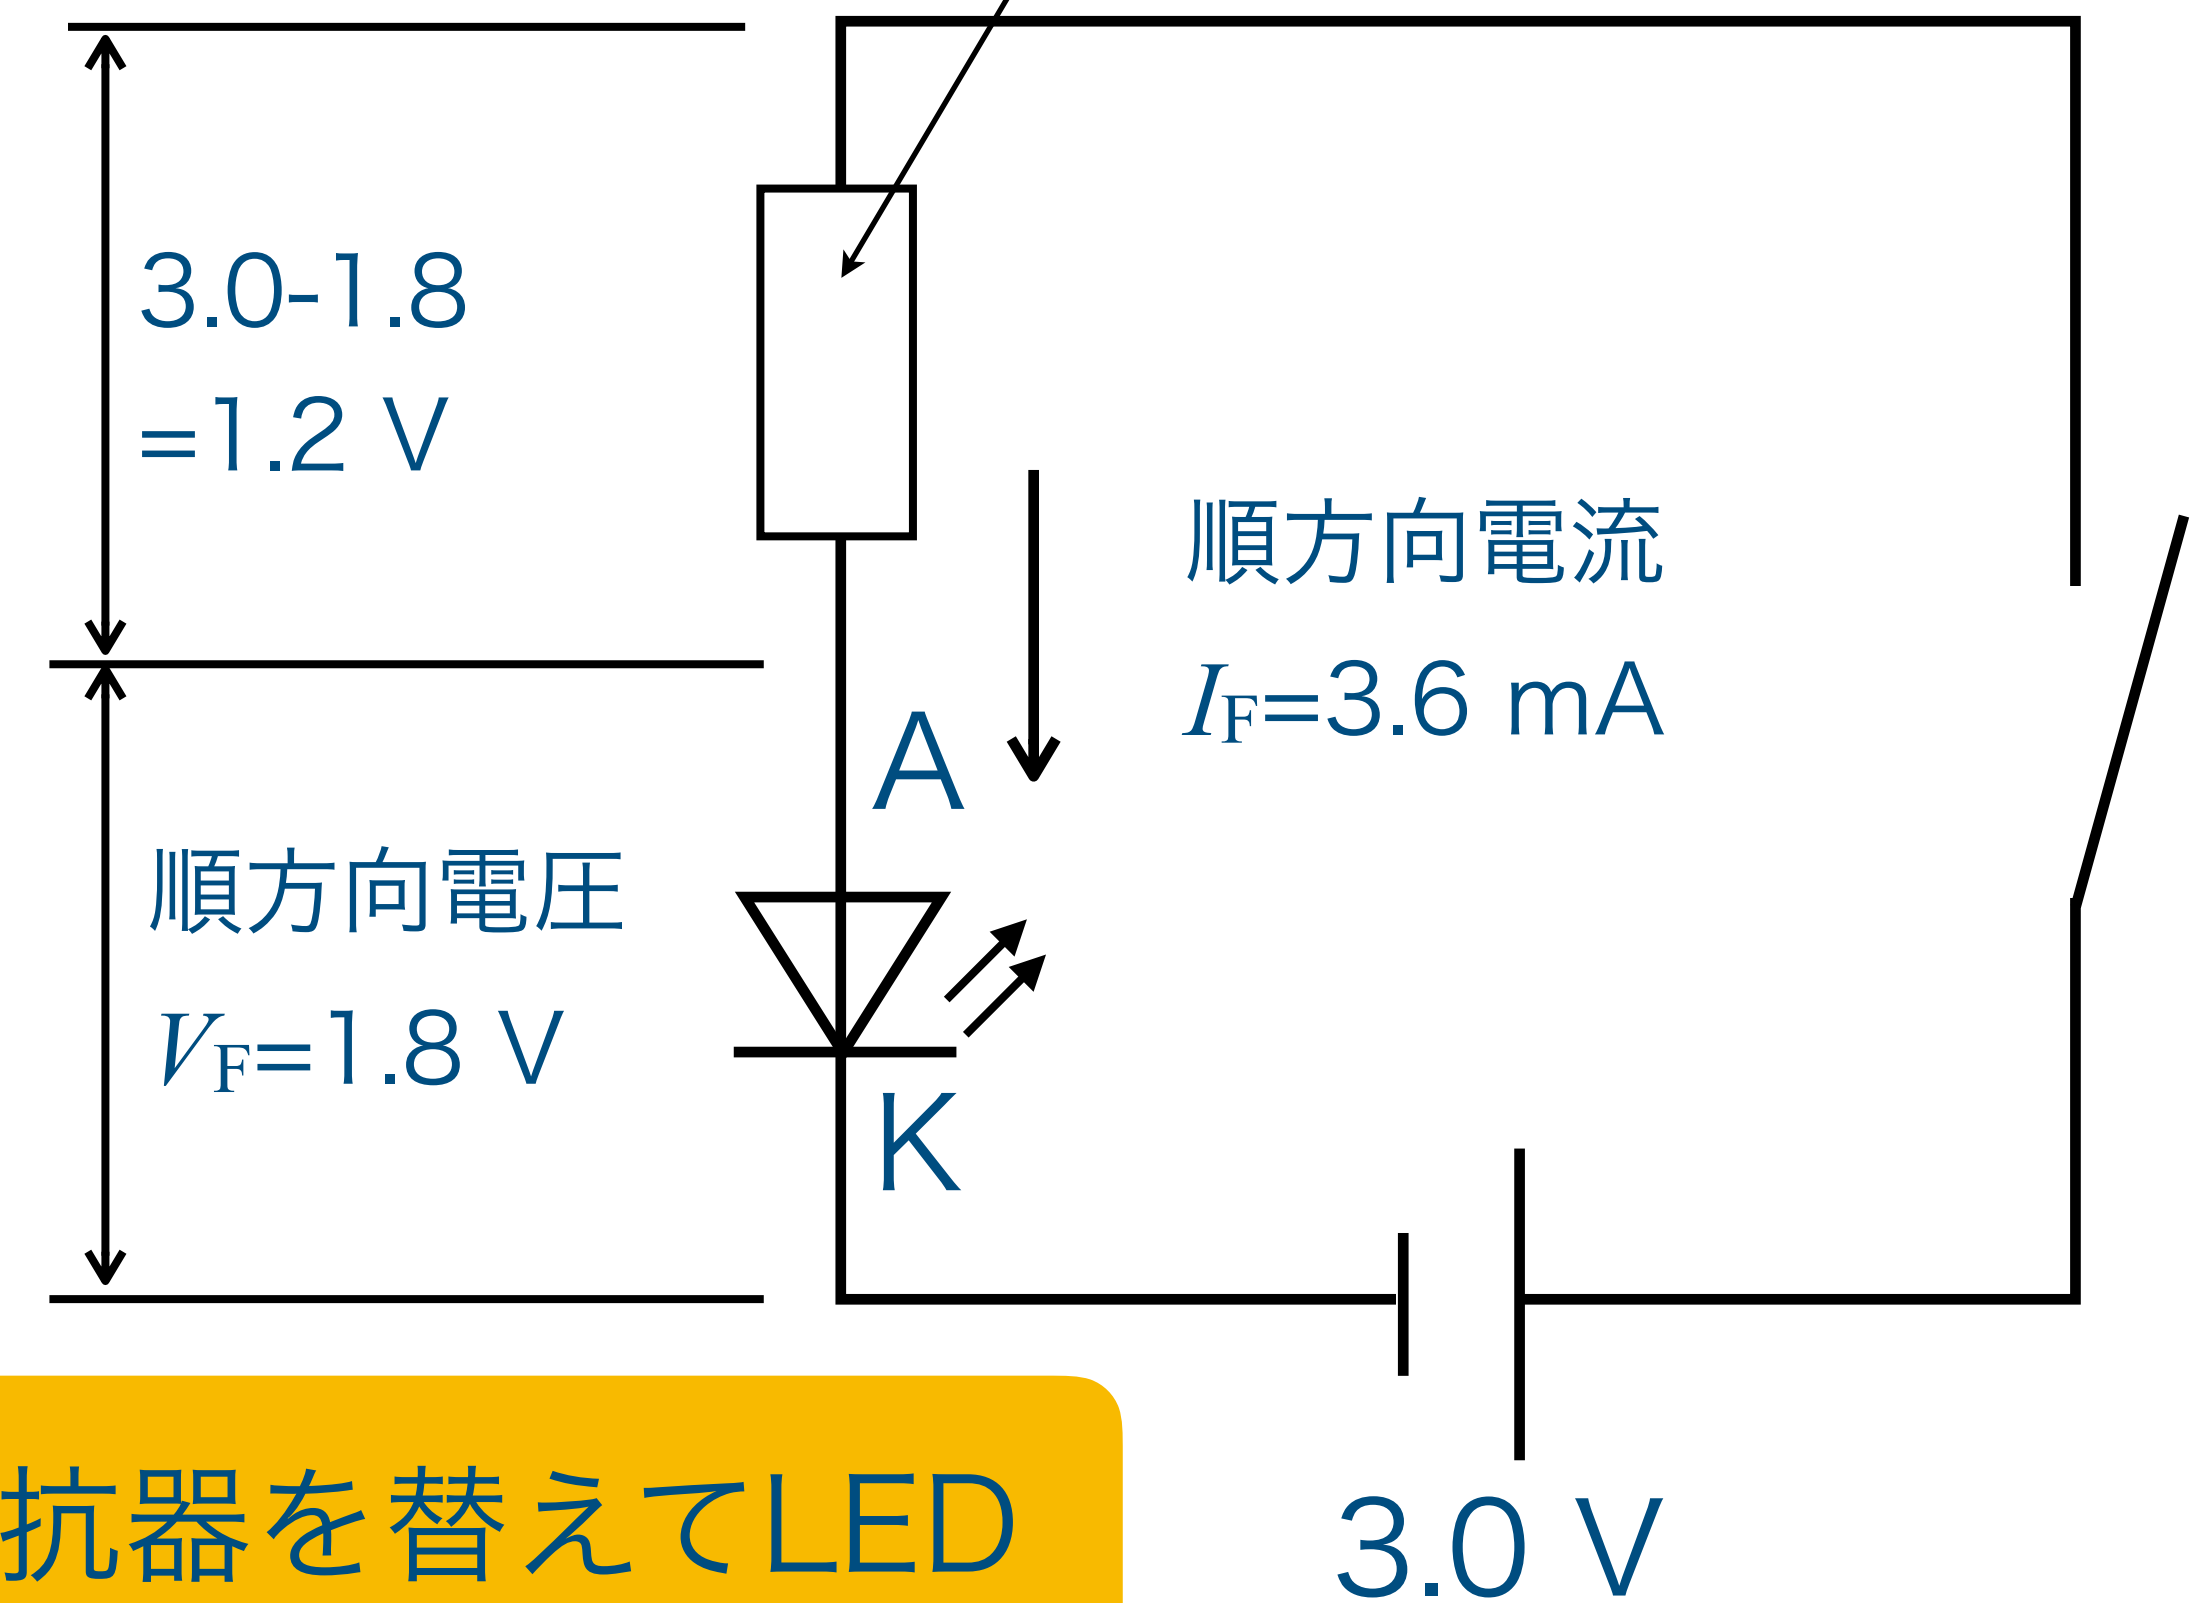 3.0-1.8
=1.2 V
順方向電流
IF=3.6 mA
A
順方向電圧
VF=1.8 V
K
抗器を替えてLED
3.0 V